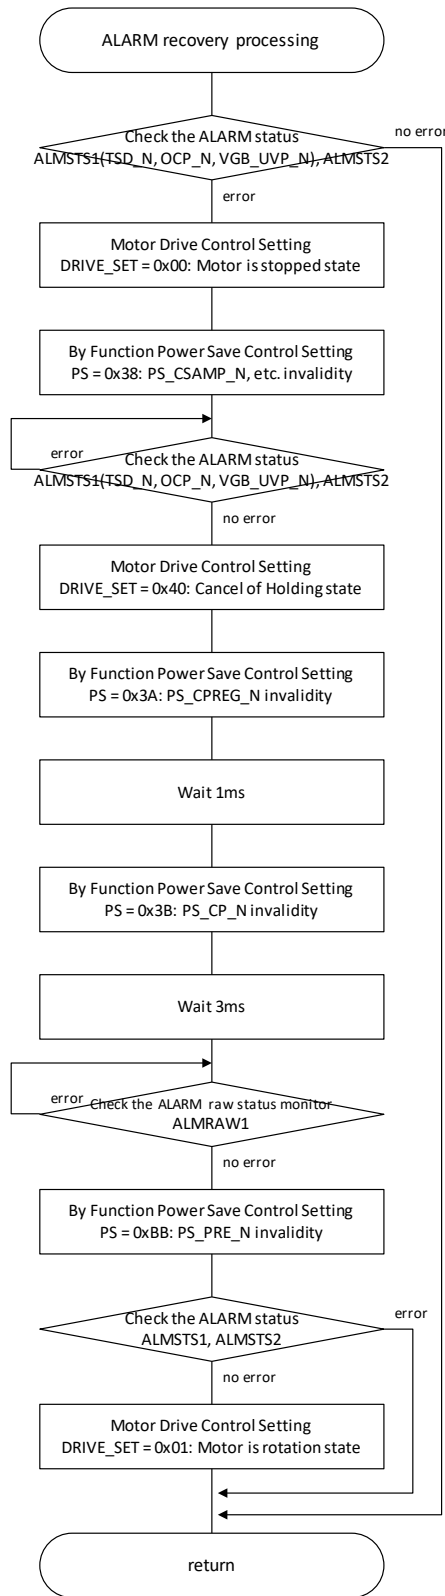 ALARM recovery processing
Check the ALARM status
ALMSTS1(TSD_N, OCP_N, VGB_UVP_N), ALMSTS2
no error
error
Motor Drive Control Setting
DRIVE_SET = 0x00: Motor is stopped state
By Function Power Save Control Setting
PS = 0x38: PS_CSAMP_N, etc. invalidity
error
Check the ALARM status
ALMSTS1(TSD_N, OCP_N, VGB_UVP_N), ALMSTS2
no error
Motor Drive Control Setting
DRIVE_SET = 0x40: Cancel of Holding state
By Function Power Save Control Setting
PS = 0x3A: PS_CPREG_N invalidity
Wait 1ms
By Function Power Save Control Setting
PS = 0x3B: PS_CP_N invalidity
Wait 3ms
error
Check the ALARM raw status monitor
ALMRAW1
no error
By Function Power Save Control Setting
PS = 0xBB: PS_PRE_N invalidity
Check the ALARM status
ALMSTS1, ALMSTS2
error
no error
Motor Drive Control Setting
DRIVE_SET = 0x01: Motor is rotation state
return